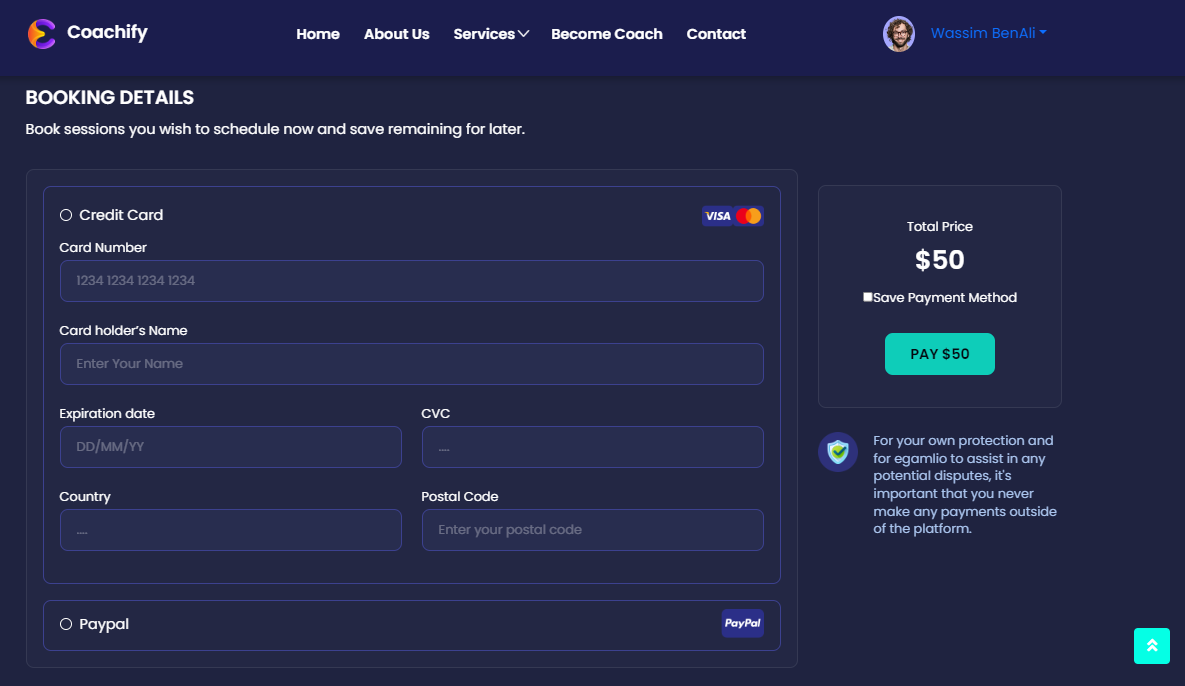 Coachify
Home About Us Services Become Coach Contact
Wassim BenAli
BOOKING DETAILS
Book sessions you wish to schedule now and save remaining for later.
Credit Card
VISA
Card Number
1234 1234 1234 1234
Card holder’s Name
Enter Your Name
Expiration date
CVC
DD/MM/YY
....
Country
Postal Code
....
Enter your postal code
Paypal
PayPal
Total Price
$50
Save Payment Method
PAY $50
For your own protection and
for egamlio to assist in any
potential disputes, it's
important that you never
make any payments outside
of the platform.